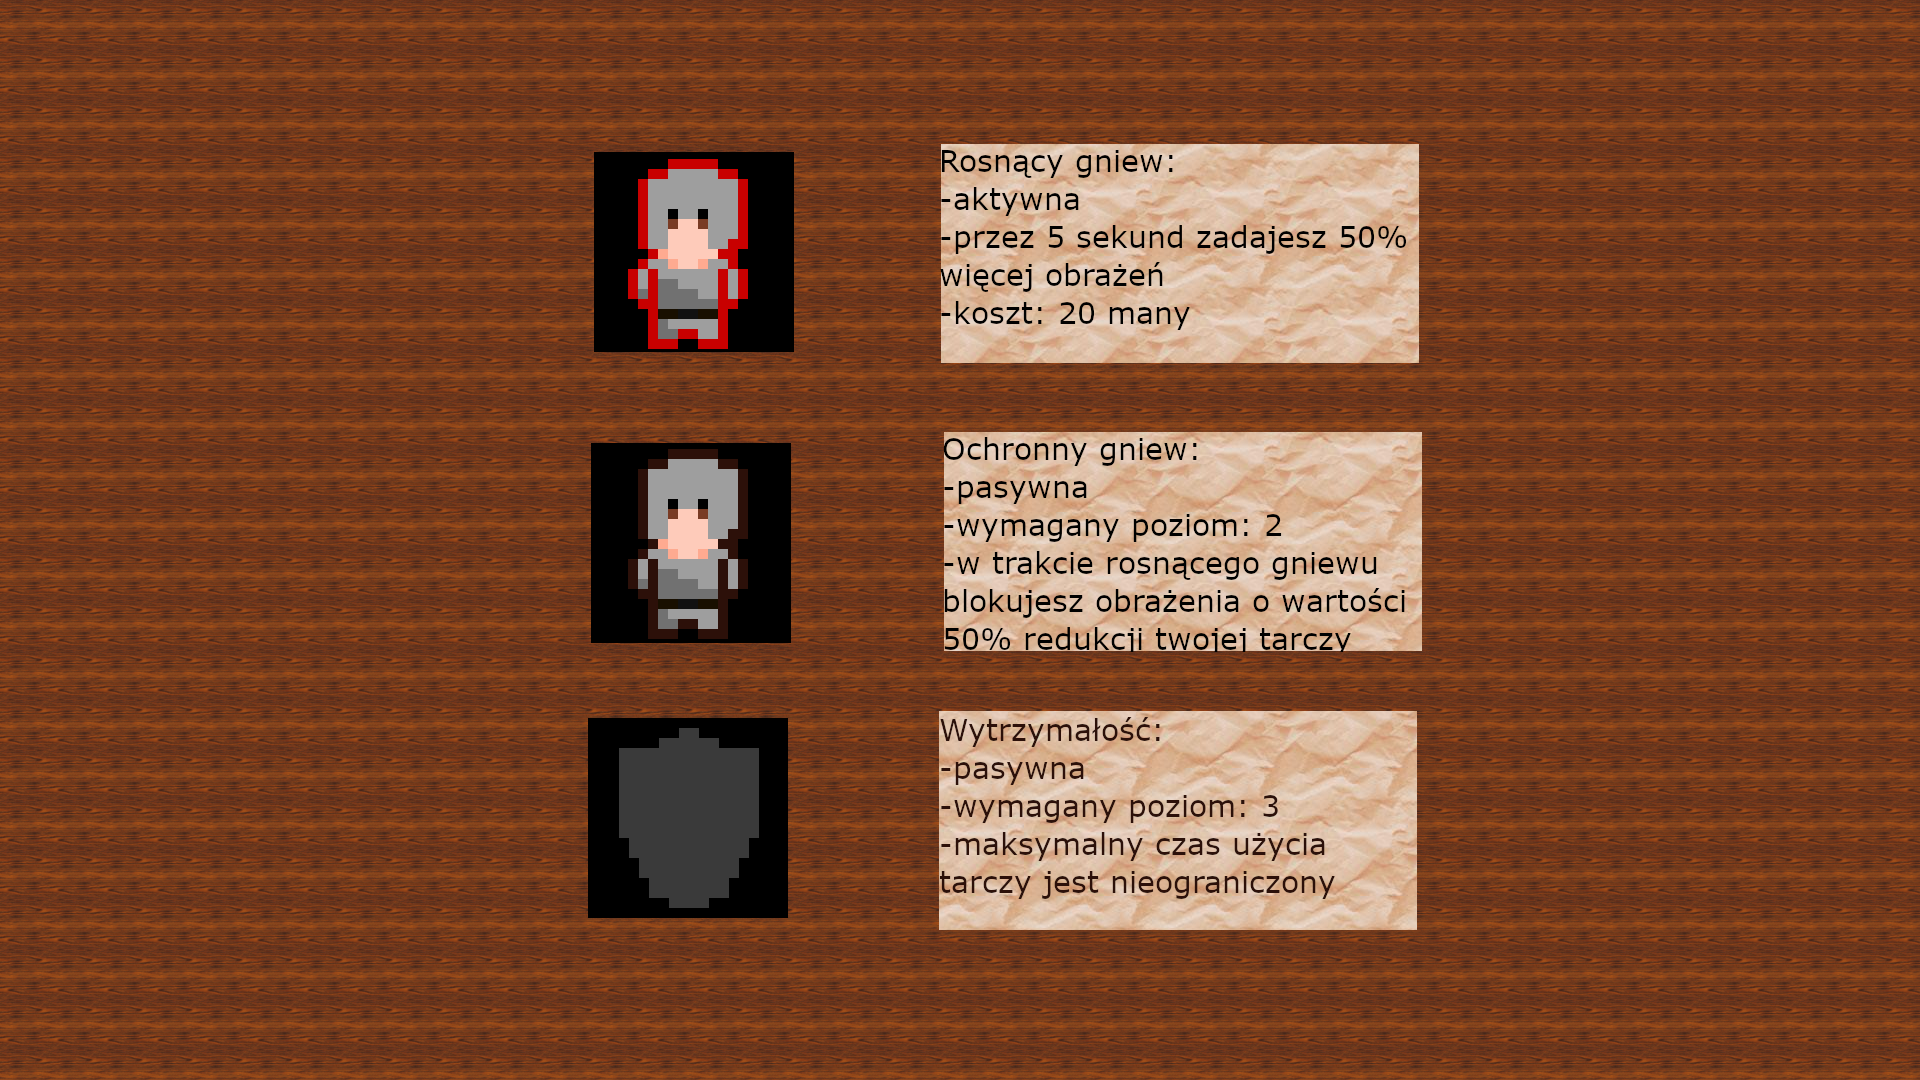 Rosnący gniew:
-aktywna
-przez 5 sekund zadajesz 50%
więcej obrażeń
-koszt: 20 many
Ochronny gniew:
-pasywna
-wymagany poziom: 2
-w trakcie rosnącego gniewu
blokujesz obrażenia o wartości
50% redukcji twojej tarczy
Wytrzymałość:
-pasywna
-wymagany poziom: 3
-maksymalny czas użycia
tarczy jest nieograniczony